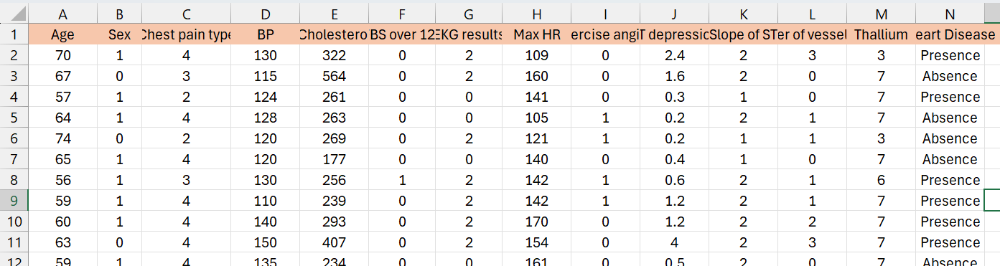 A B C D E F G H I J K L M N
1 Age Sex Chest pain type BP Cholestero BS over 12 EKG results Max HR ercise angi T depressic Slope of ST er of vessel Thallium eart Disease
2 70 1 4 130 322 0 2 109 0 2.4 2 3 3 Presence
3 67 0 3 115 564 0 2 160 0 1.6 2 0 7 Absence
4 57 1 2 124 261 0 0 141 0 0.3 1 0 7 Presence
5 64 1 4 128 263 0 0 105 1 0.2 2 1 7 Absence
6 74 0 2 120 269 0 2 121 1 0.2 1 1 3 Absence
7 65 1 4 120 177 0 0 140 0 0.4 1 0 7 Absence
8 56 1 3 130 256 1 2 142 1 0.6 2 1 6 Presence
9 59 1 4 110 239 0 2 142 1 1.2 2 1 7 Presence
10 60 1 4 140 293 0 2 170 0 1.2 2 2 7 Presence
11 63 0 4 150 407 0 2 154 0 4 2 3 7 Presence
12 59 1 4 135 234 0 0 161 0 0.5 2 0 7 Absence